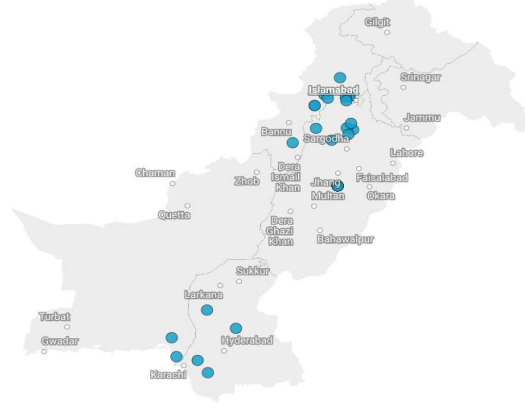 Gilgit
Islamabad
Srinagar
Bannu
Jammu
Sargodha
Lahore
Dera
Ismail
Khan
Chaman
Zhob
Jhang
Faisalabad
Multan
Okara
Quetta
Dera
Ghazi
Khan
Bahawalpur
Sukkur
Larkana
Turbat
Gwadar
Hyderabad
Karachi